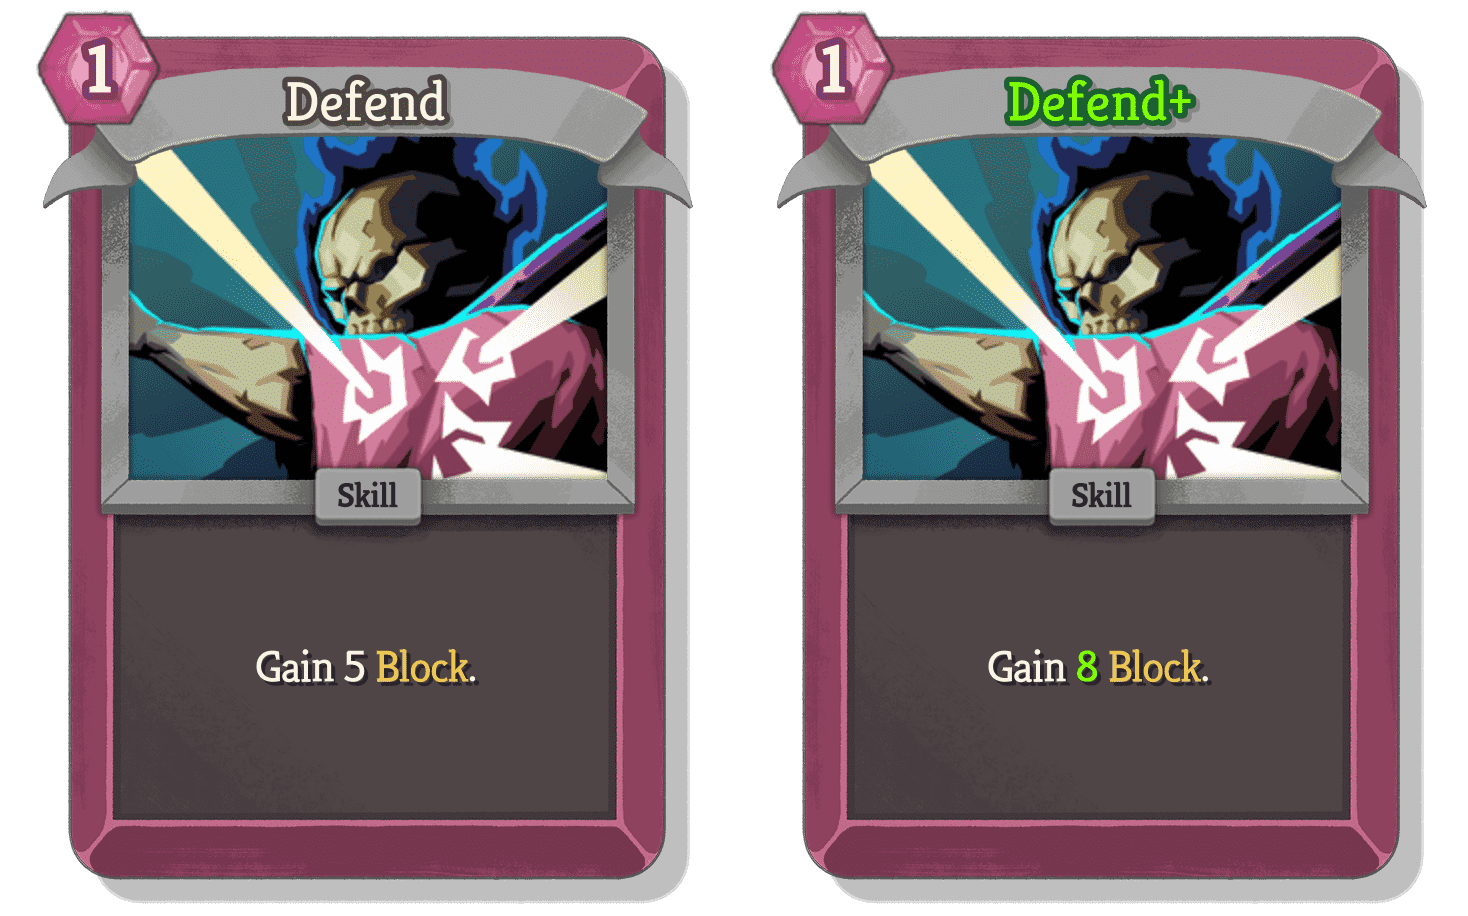 1
Defend
Skill
Gain 5 Block.
1
Defend+
Skill
Gain 8 Block.